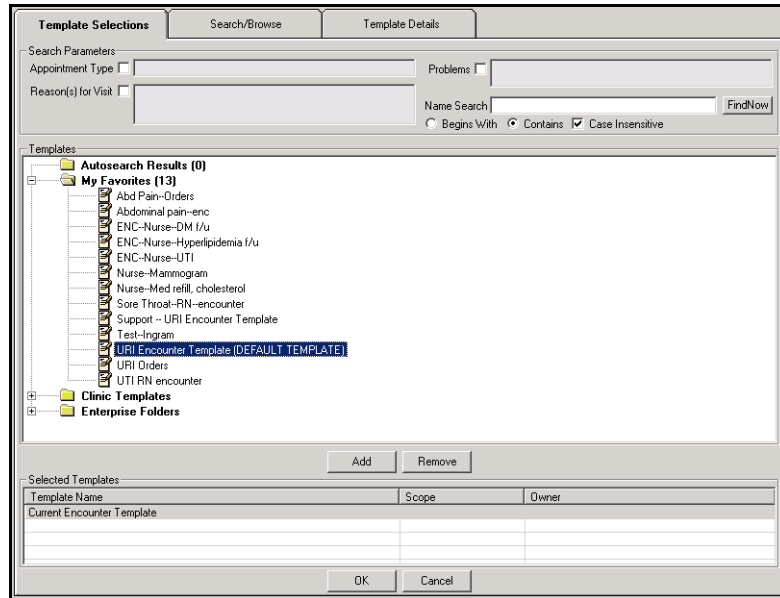 Template Selections
Search/Browse
Template Details
Search Parameters
Appointment Type
Problems
Reason(s) for Visit
Name Search
FindNow
Begins With
Contains
Case Insensitive
Templates
Autosearch Results (0)
My Favorites (13)
Abd Pain--Orders
Abdominal pain--enc
ENC--Nurse--DM f/u
ENC--Nurse--Hyperlipidemia f/u
ENC--Nurse--UTI
Nurse--Mammogram
Nurse--Med refill, cholesterol
Sore Throat--RN--encounter
Support -- URI Encounter Template
Test--Ingram
URI Encounter Template (DEFAULT TEMPLATE)
URI Orders
UTI RN encounter
Clinic Templates
Enterprise Folders
Add
Remove
Selected Templates
Template Name
Scope
Owner
Current Encounter Template
OK
Cancel